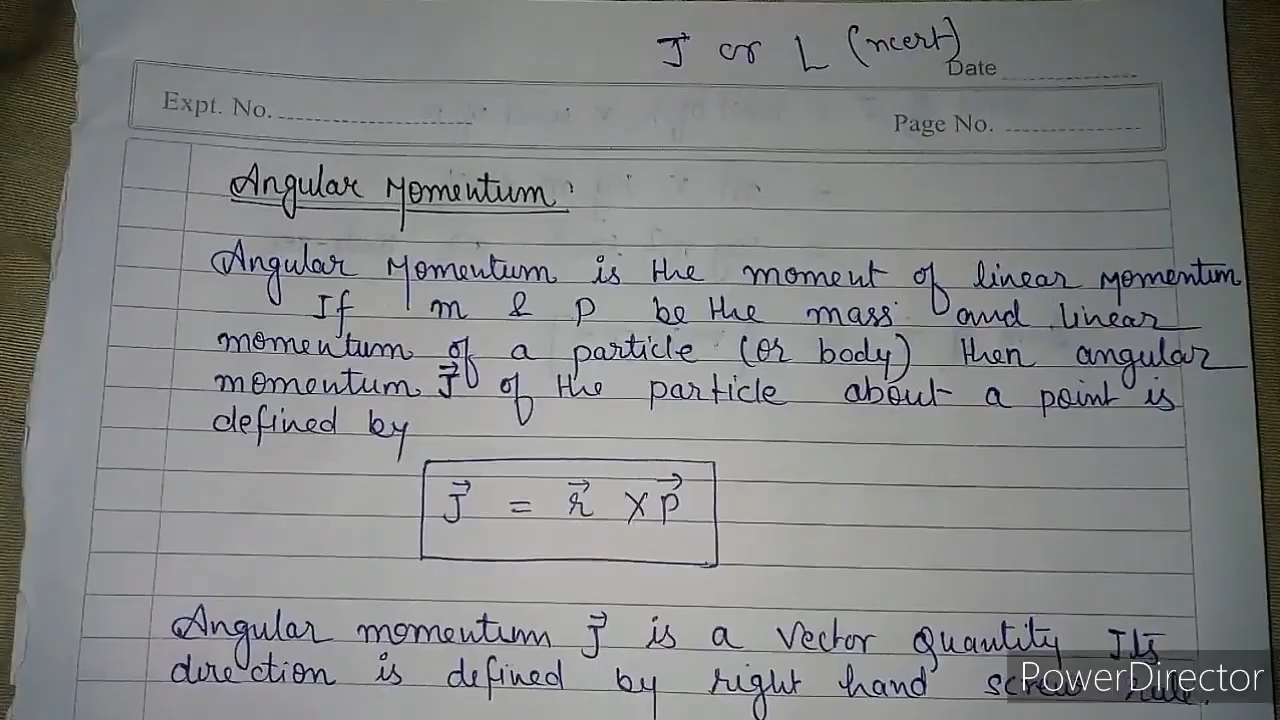 J or L (ncert)
Date
Expt. No.
Page No.
Angular Momentum :
Angular Momentum is the moment of linear momentum
If m & p be the mass and linear
momentum of a particle (or body) then angular
momentum J⃗ of the particle about a point is
defined by
J⃗ = r⃗ × p⃗
Angular momentum J⃗ is a vector quantity Its
direction is defined by right hand screw rule.
PowerDirector